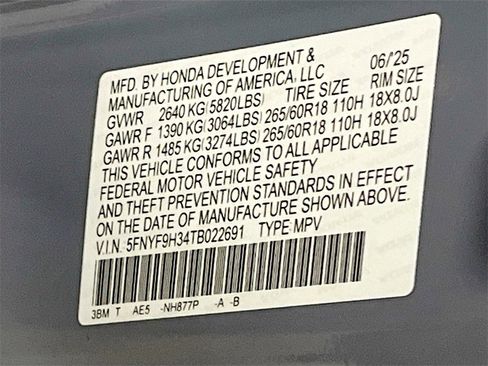 MFD. BY HONDA DEVELOPMENT &
MANUFACTURING OF AMERICA, LLC 06/25
GVWR 2640 KG(5820LBS) TIRE SIZE RIM SIZE
GAWR F 1390 KG(3064LBS) 265/60R18 110H 18X8.0J
GAWR R 1485 KG(3274LBS) 265/60R18 110H 18X8.0J
THIS VEHICLE CONFORMS TO ALL APPLICABLE
FEDERAL MOTOR VEHICLE SAFETY
AND THEFT PREVENTION STANDARDS IN EFFECT
ON THE DATE OF MANUFACTURE SHOWN ABOVE.
V.I.N. 5FNYF9H34TB022691 TYPE: MPV
3BM T AE5 -NH877P -A -B